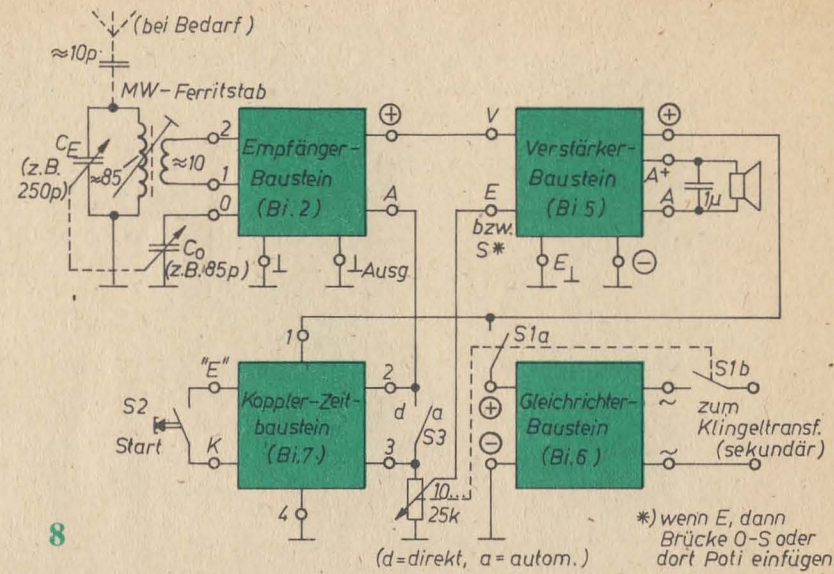 (bei Bedarf)
≈10p
MW-Ferritstab
C_E
(z.B.
250p)
≈85
≈10
2
1
0
C_o
(z.B. 85p)
Empfänger-
Baustein
(Bi.2)
⊥
⊥ Ausg
⊕
A
V
E
bzw.
S*
Verstärker-
Baustein
(Bi.5)
E⊥
⊖
⊕
A+
A
1µ
1
"E"
K
S2
Start
Koppler-Zeit-
baustein
(Bi.7.)
2
3
4
d
a
S3
10...
25k
(d=direkt, a=autom.)
S1a
⊕
⊖
Gleichrichter-
Baustein
(Bi.6)
~
~
S1b
zum
Klingeltransf.
(sekundär)
*) wenn E, dann
Brücke O-S oder
dort Poti einfügen
8